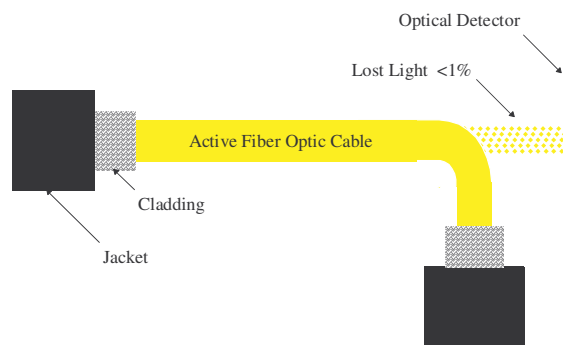 Optical Detector
Lost Light <1%
Active Fiber Optic Cable
Cladding
Jacket